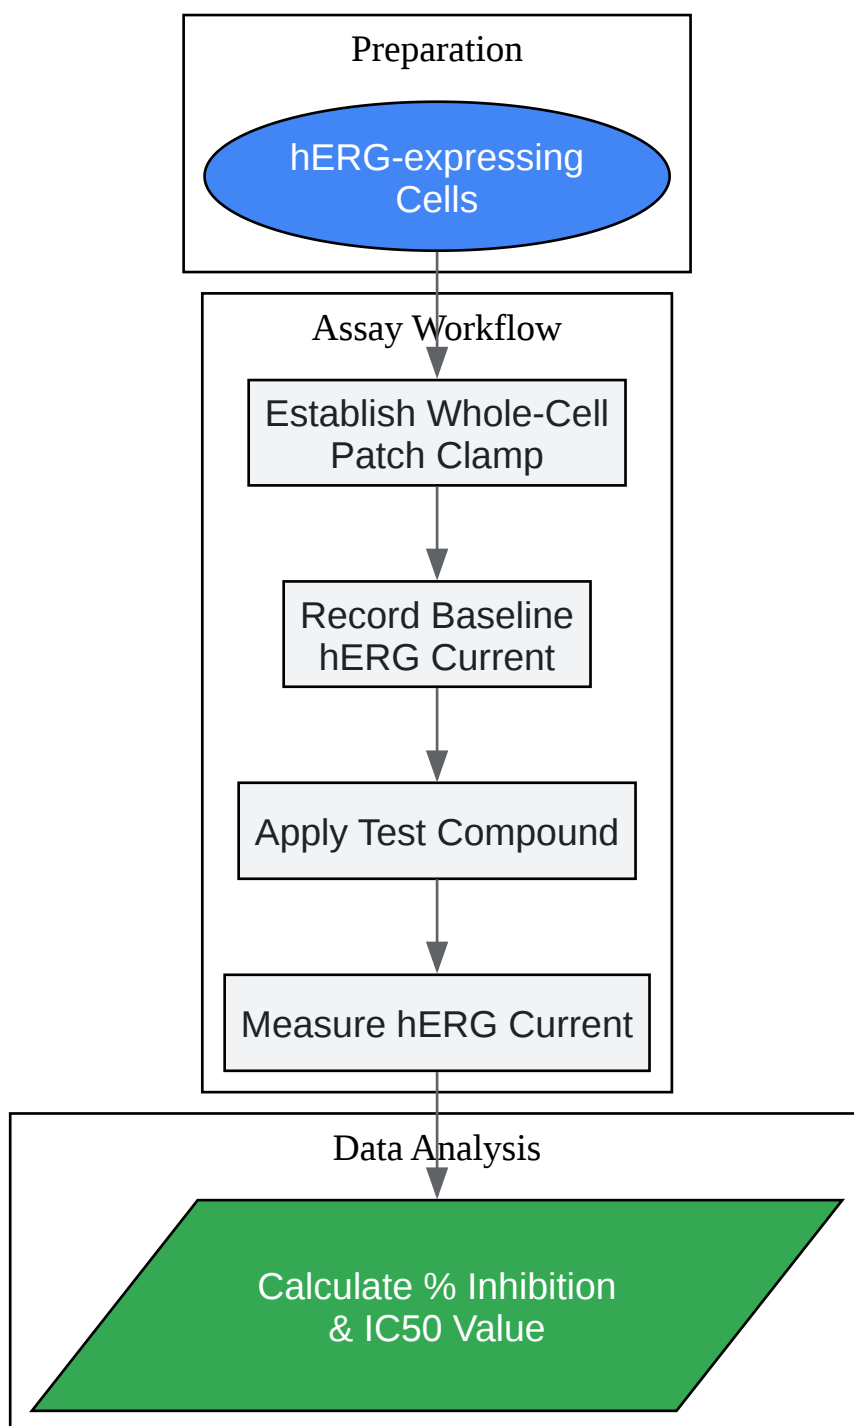 Preparation
hERG-expressing
Cells
Assay Workflow
Establish Whole-Cell
Patch Clamp
Record Baseline
hERG Current
Apply Test Compound
Measure hERG Current
Data Analysis
Calculate % Inhibition
& IC50 Value